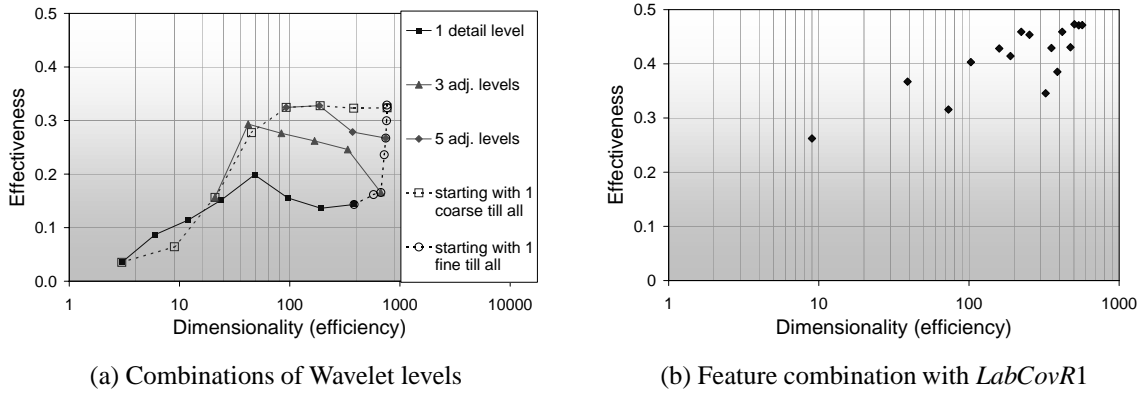 0.5
0.4
0.3
0.2
0.1
0.0
Effectiveness
1
10
100
1000
10000
Dimensionality (efficiency)
1 detail level
3 adj. levels
5 adj. levels
starting with 1
coarse till all
starting with 1
fine till all
(a) Combinations of Wavelet levels
0.5
0.4
0.3
0.2
0.1
0
Effectiveness
1
10
100
1000
Dimensionality (efficiency)
(b) Feature combination with LabCovR1